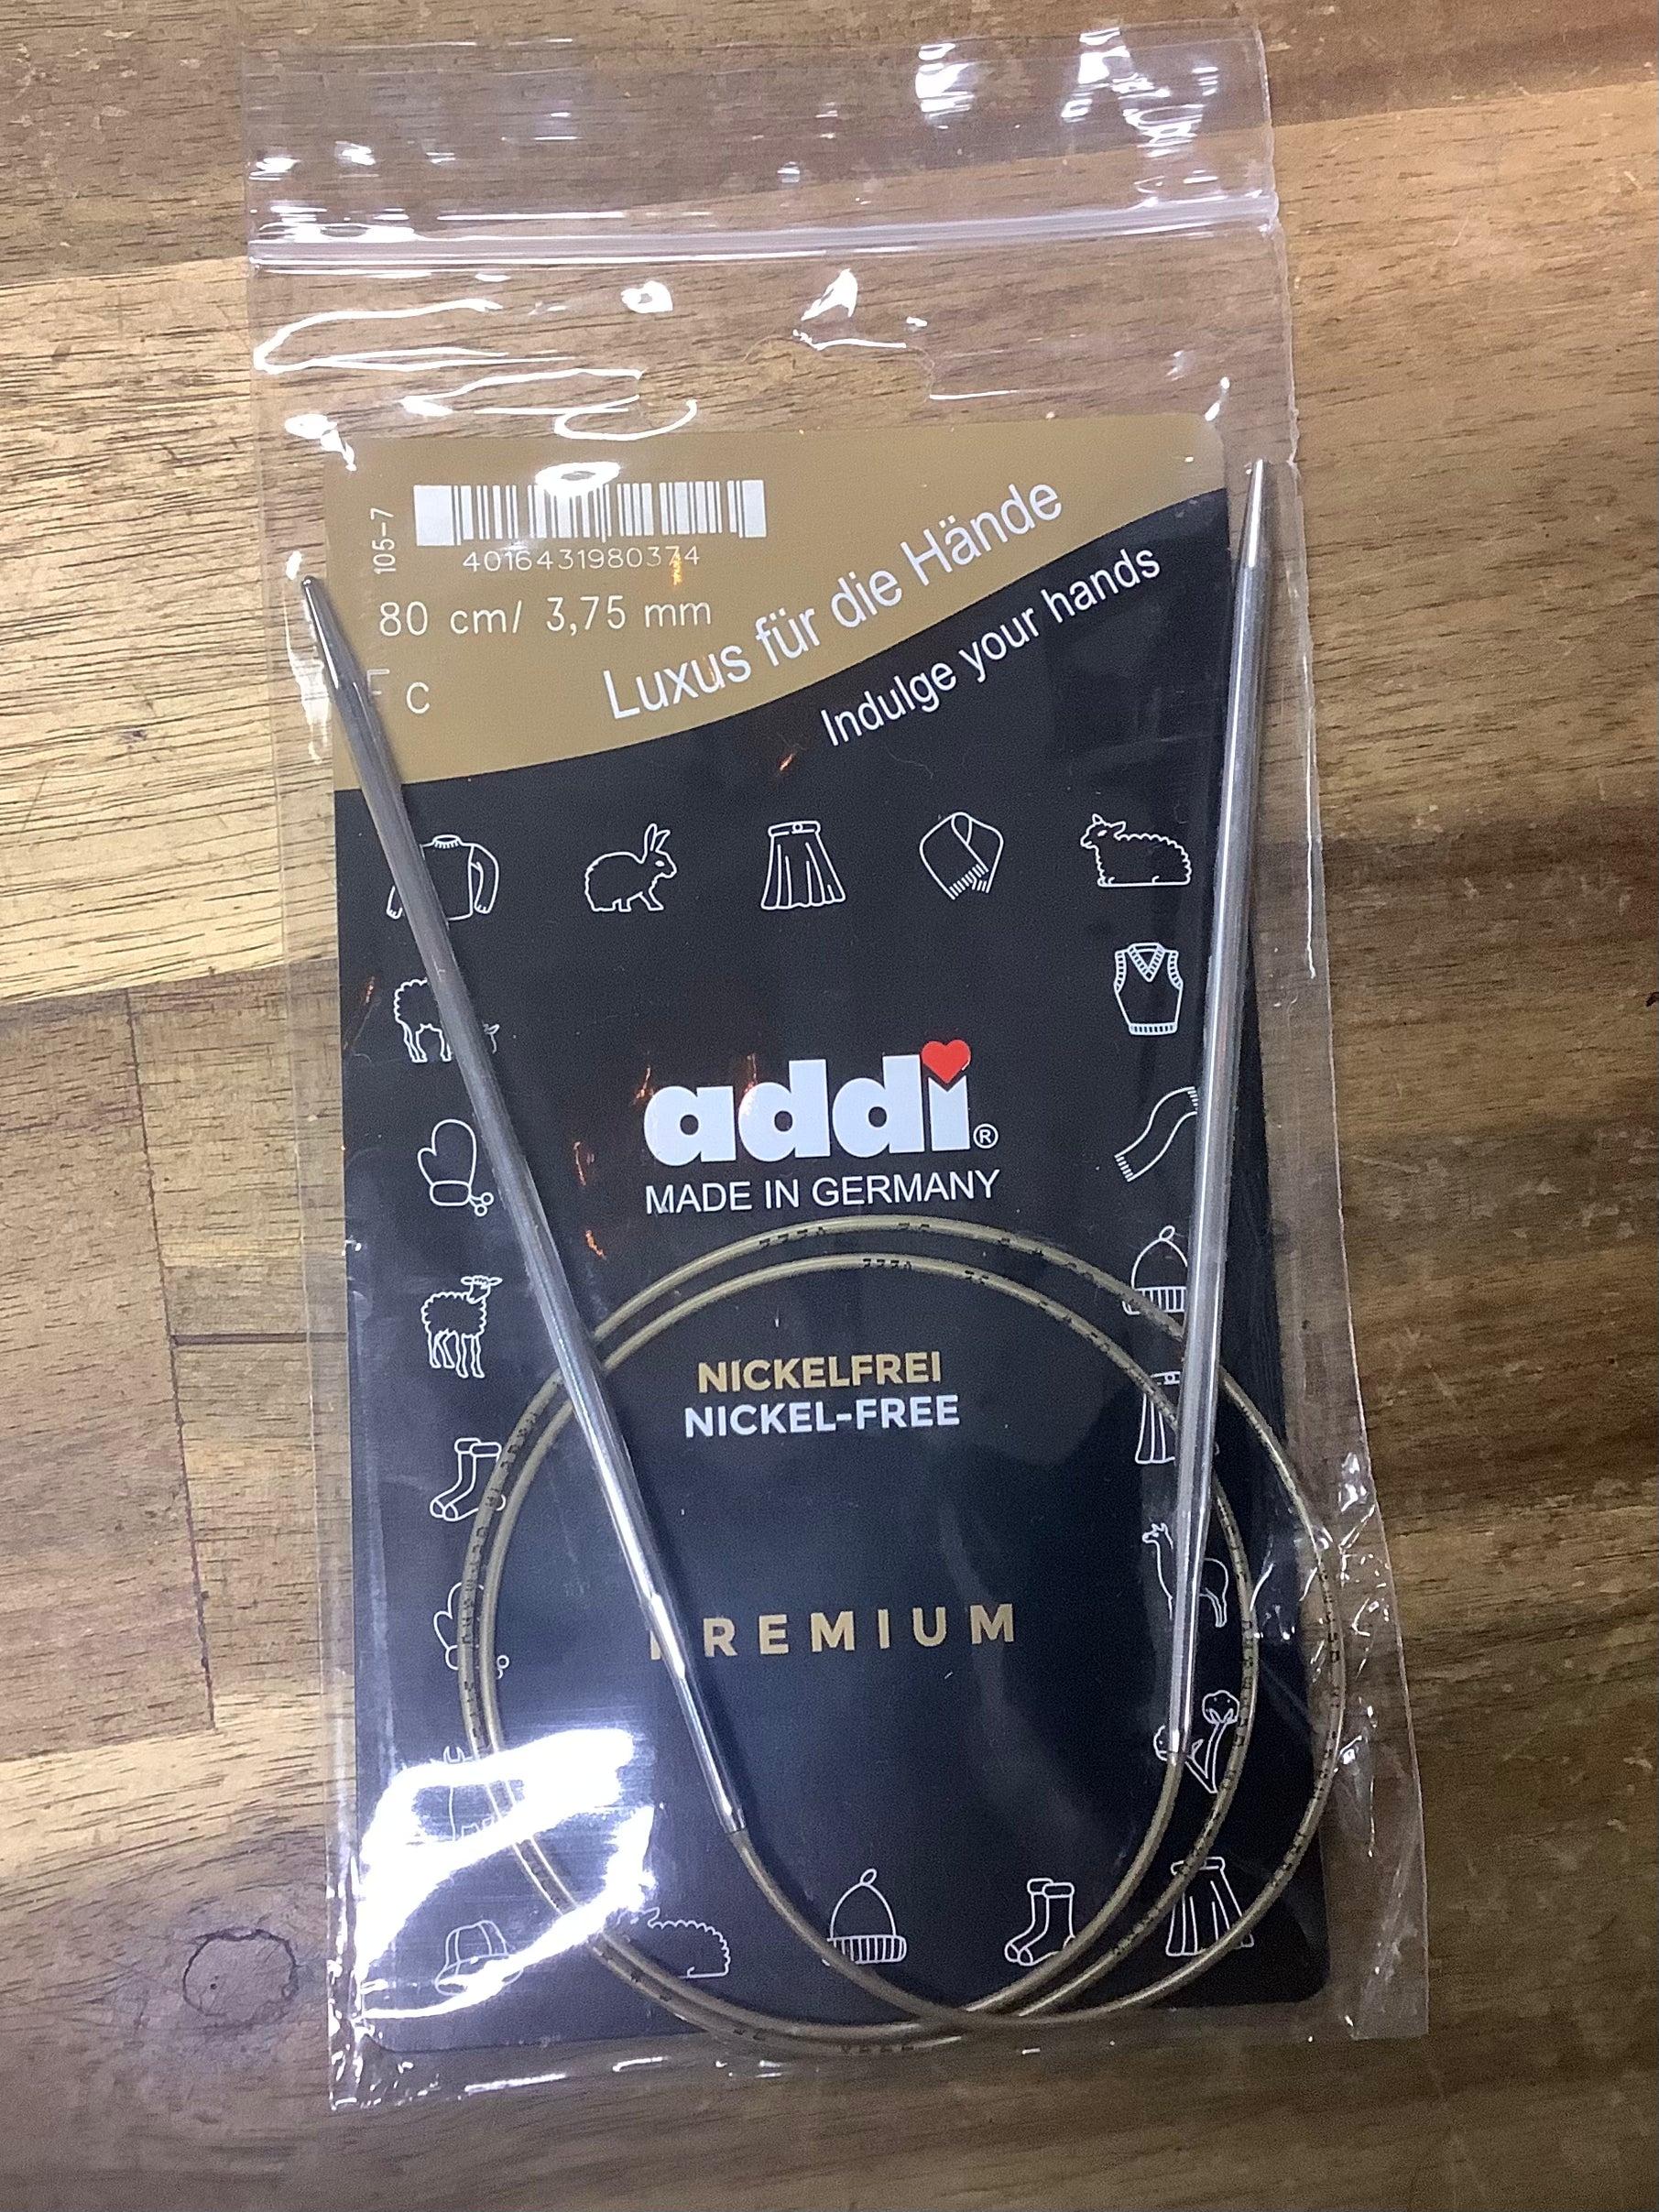 105-7
4016431980374
80 cm/ 3,75 mm
C
Luxus für die Hände
Indulge your hands
addi®
MADE IN GERMANY
NICKELFREI
NICKEL-FREE
PREMIUM